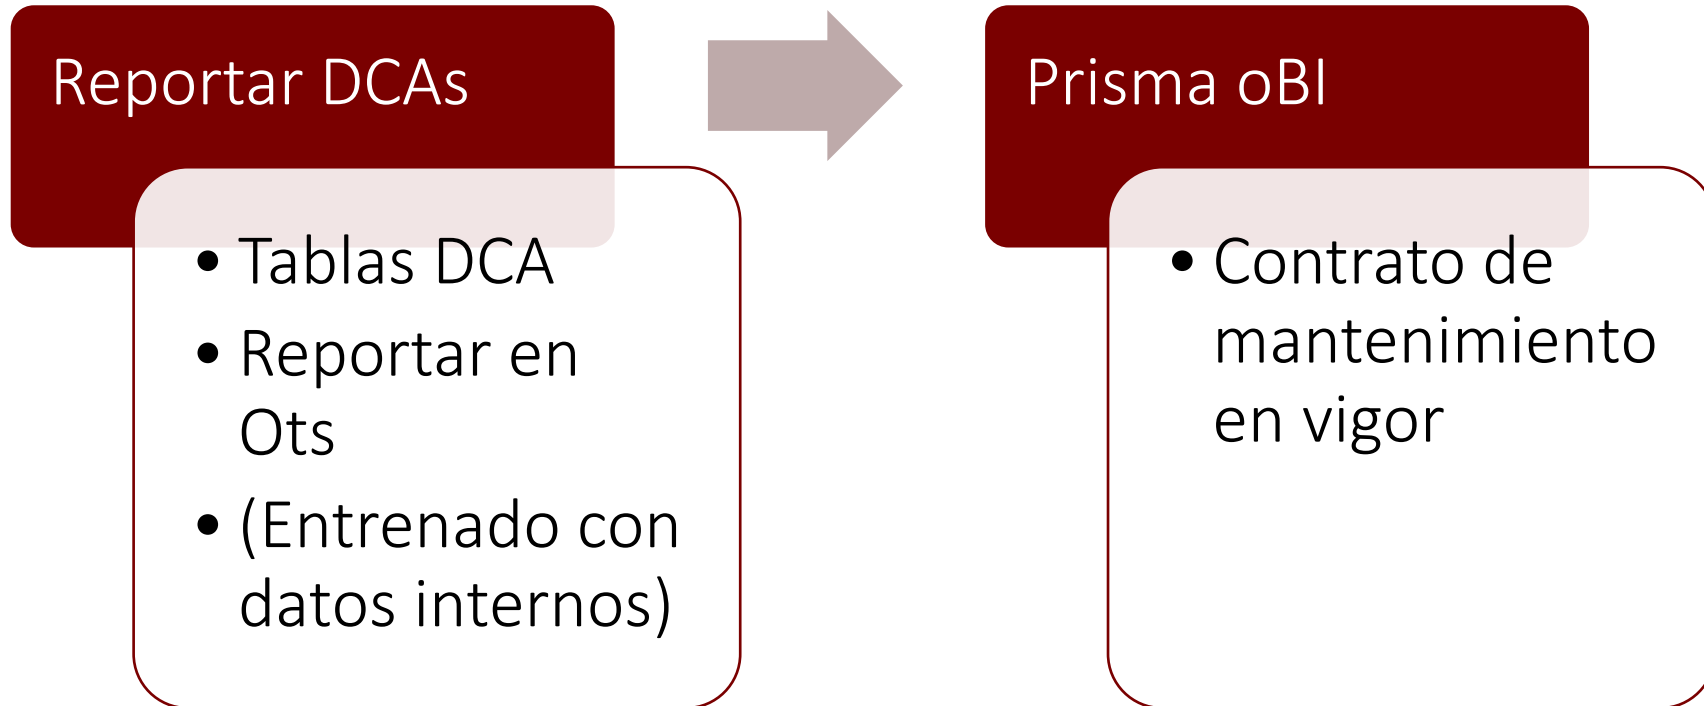 Reportar DCAs
• Tablas DCA
• Reportar en
Ots
• (Entrenado con
datos internos)
Prisma oBI
• Contrato de
mantenimiento
en vigor